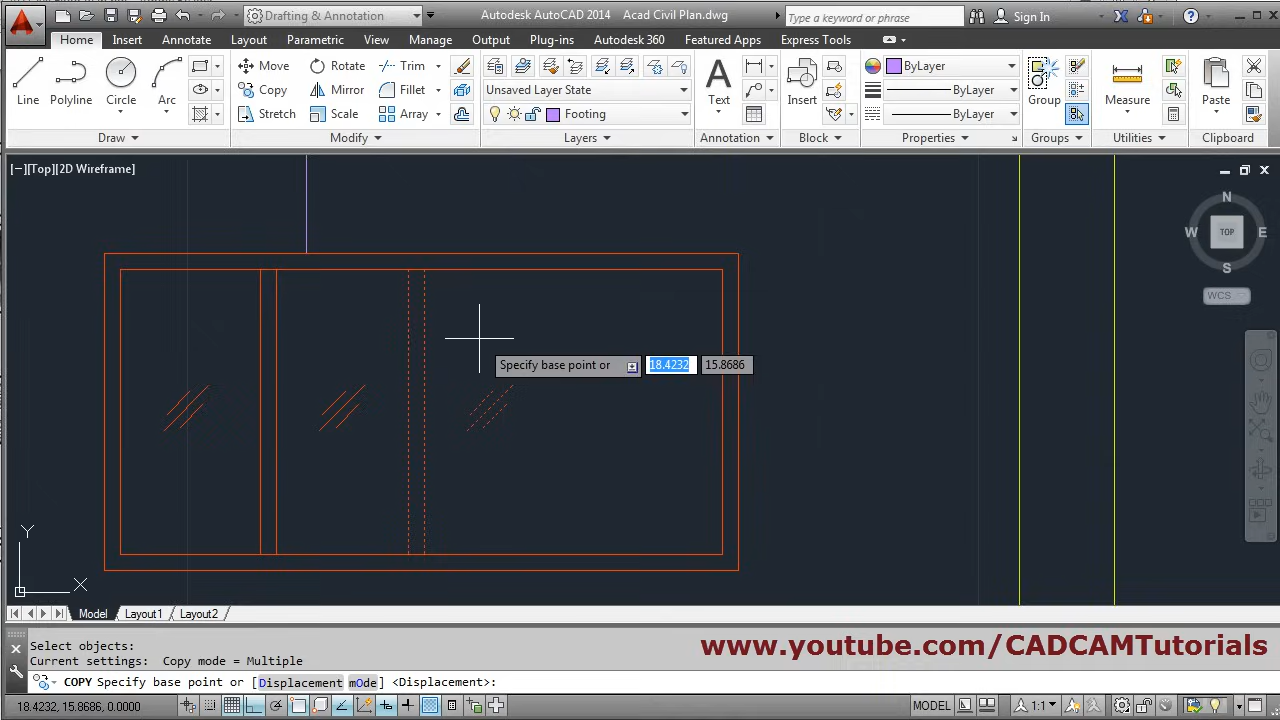 Drafting & Annotation
Autodesk AutoCAD 2014 Acad Civil Plan.dwg
Type a keyword or phrase
Sign In
Home Insert Annotate Layout Parametric View Manage Output Plug-ins Autodesk 360 Featured Apps Express Tools
Line
Polyline
Circle
Arc
Move
Rotate
Trim
Copy
Mirror
Fillet
Stretch
Scale
Array
Unsaved Layer State
Footing
Text
Insert
ByLayer
ByLayer
ByLayer
Group
Measure
Paste
Draw
Modify
Layers
Annotation
Block
Properties
Groups
Utilities
Clipboard
[−][Top][2D Wireframe]
N
W
TOP
E
S
WCS
Specify base point or
18.4232
15.8686
Y
X
Model
Layout1
Layout2
Select objects:
Current settings: Copy mode = Multiple
COPY Specify base point or [Displacement mOde] <Displacement>:
www.youtube.com/CADCAMTutorials
18.4232, 15.8686, 0.0000
MODEL
1:1